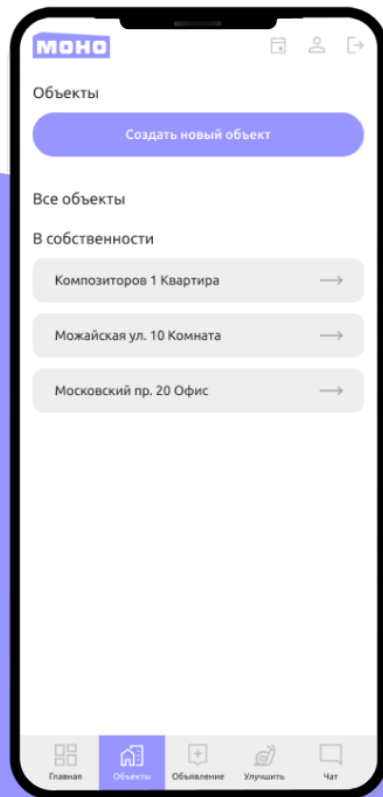 МОНО
Объекты
Создать новый объект
Все объекты
В собственности
Композиторов 1 Квартира
Можайская ул. 10 Комната
Московский пр. 20 Офис
Главная
Объекты
Объявление
Улучшить
Чат